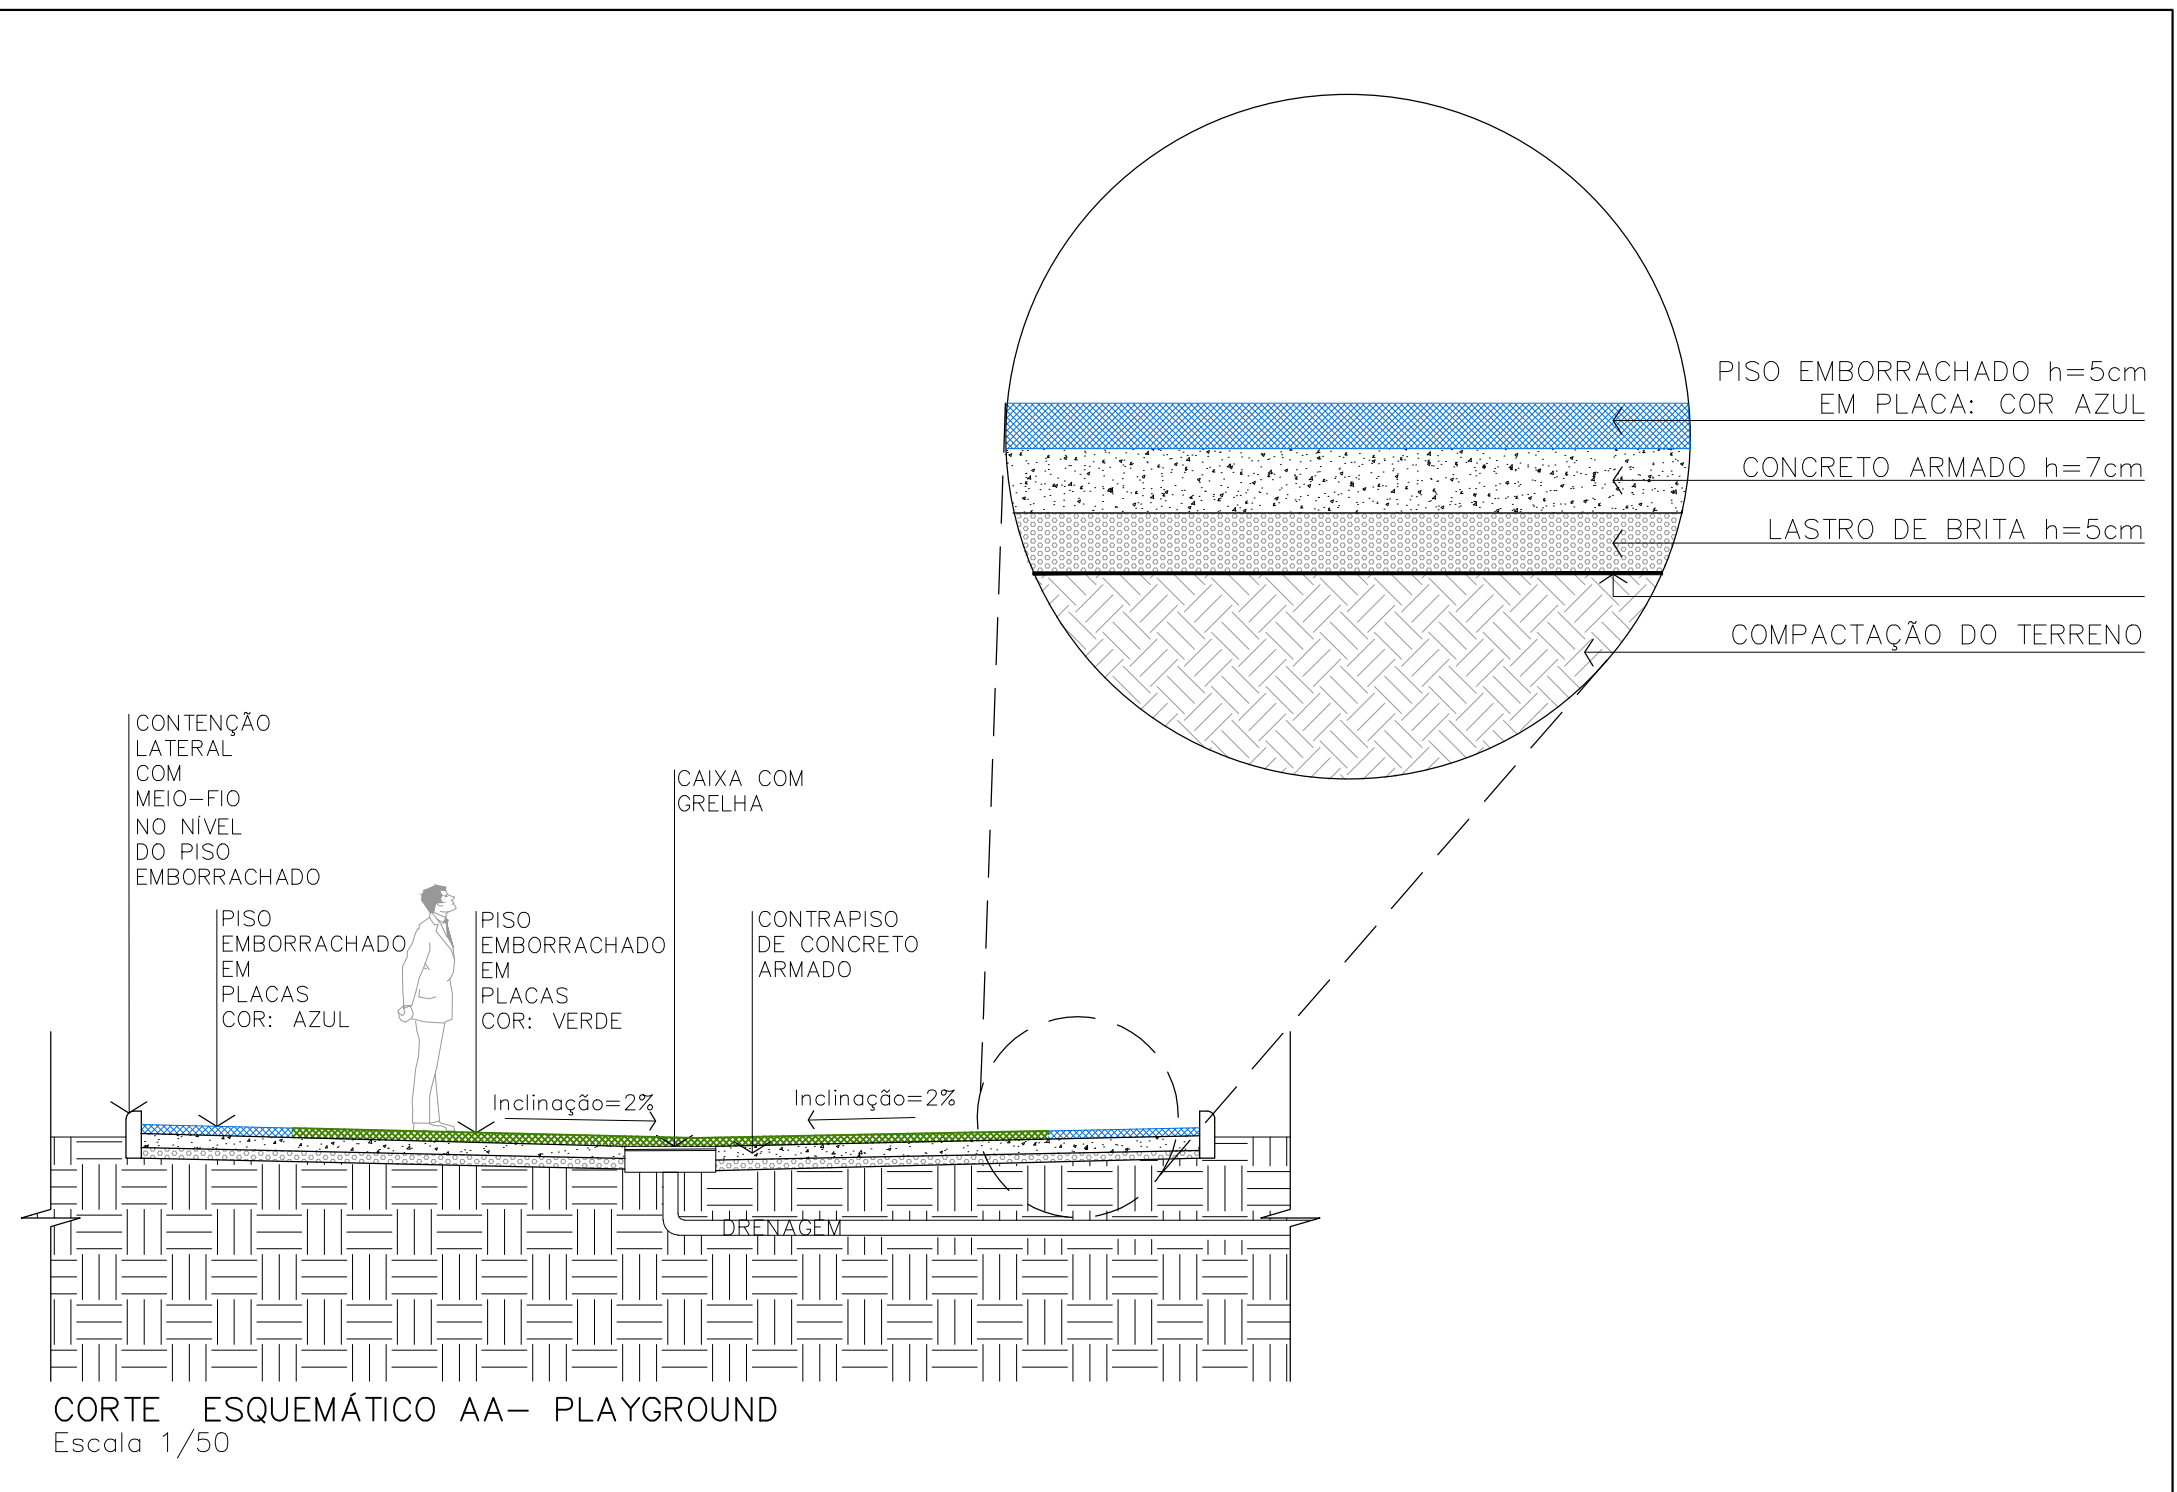 PISO EMBORRACHADO h=5cm
EM PLACA: COR AZUL
CONCRETO ARMADO h=7cm
LASTRO DE BRITA h=5cm
COMPACTAÇÃO DO TERRENO
CONTENÇÃO
LATERAL
COM
MEIO-FIO
NO NÍVEL
DO PISO
EMBORRACHADO
CAIXA COM
GRELHA
PISO
EMBORRACHADO
EM
PLACAS
COR: AZUL
PISO
EMBORRACHADO
EM
PLACAS
COR: VERDE
CONTRAPISO
DE CONCRETO
ARMADO
Inclinação=2%
Inclinação=2%
DRENAGEM
CORTE ESQUEMÁTICO AA- PLAYGROUND
Escala 1/50